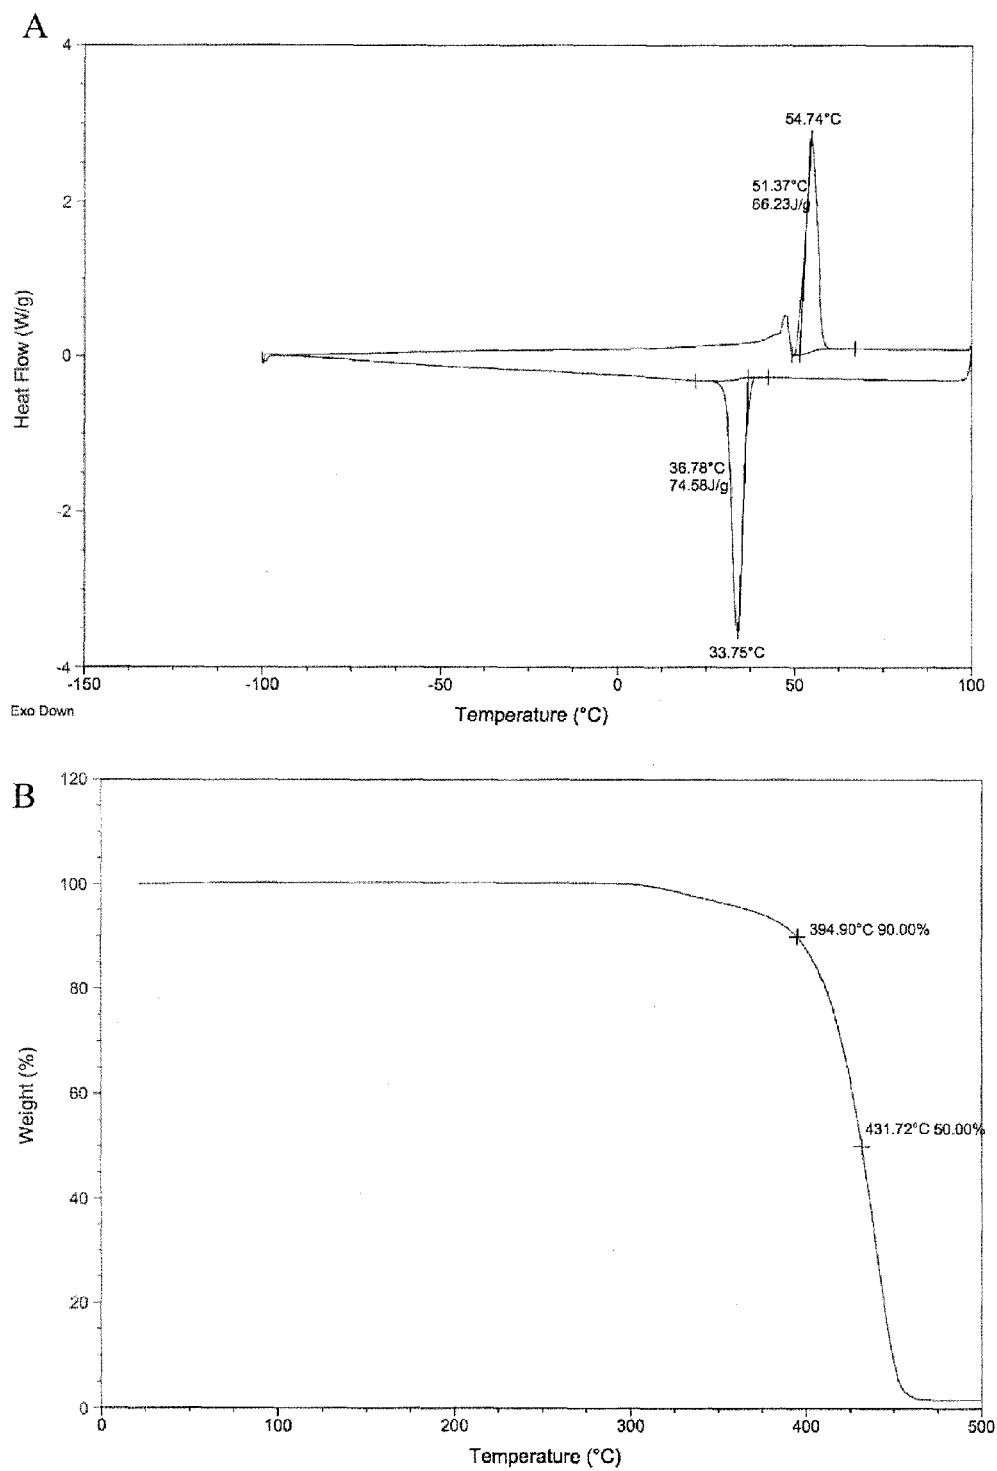 A
4
54.74°C
51.37°C
66.23J/g
2
Heat Flow (W/g)
0
36.78°C
74.58J/g
-2
33.75°C
-4
-150 -100 -50 0 50 100
Exo Down
Temperature (°C)
B
120
100
394.90°C 90.00%
80
Weight (%)
60
431.72°C 50.00%
40
20
0
0 100 200 300 400 500
Temperature (°C)